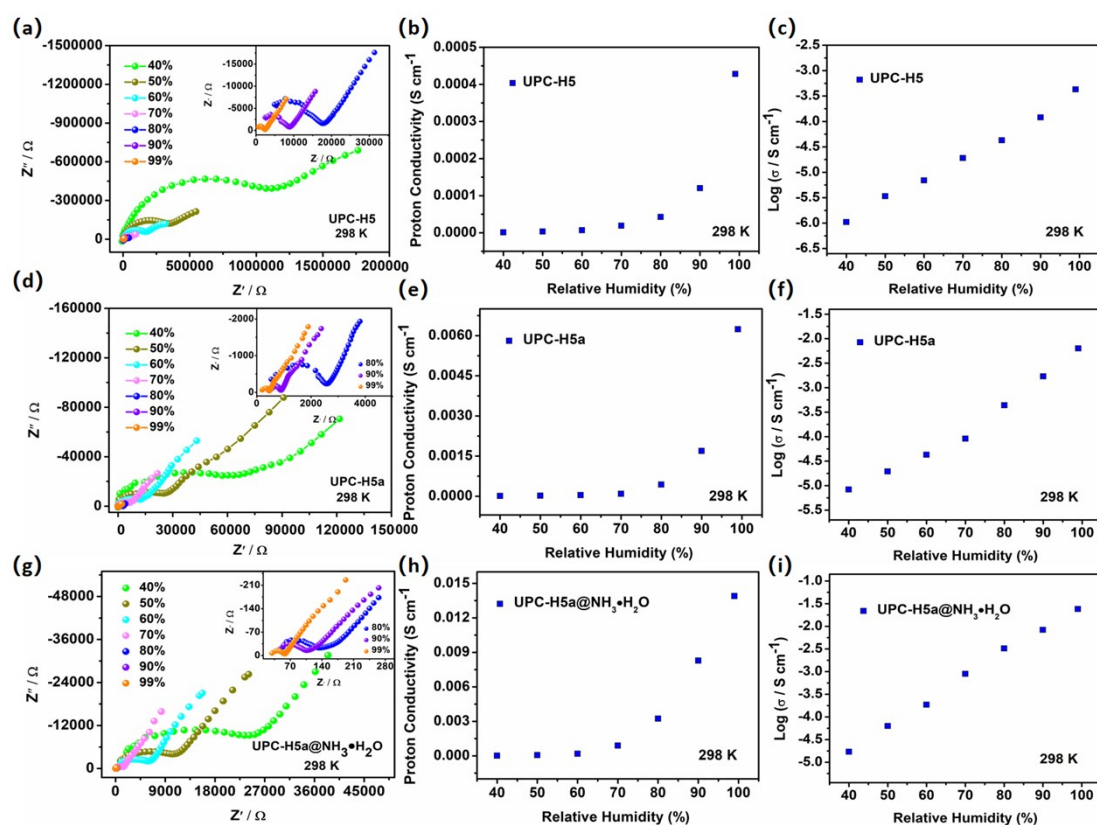 (a)
-1500000
-1200000
-900000
-600000
-300000
0
Z″ / Ω
40%
50%
60%
70%
80%
90%
99%
-15000
-10000
-5000
0
Z / Ω
0 10000 20000 30000
Z / Ω
UPC-H5
298 K
0 500000 1000000 1500000 2000000
Z′ / Ω
(b)
0.0005
0.0004
0.0003
0.0002
0.0001
0.0000
Proton Conductivity (S cm⁻¹)
UPC-H5
298 K
40 50 60 70 80 90 100
Relative Humidity (%)
(c)
-2.5
-3.0
-3.5
-4.0
-4.5
-5.0
-5.5
-6.0
-6.5
Log (σ / S cm⁻¹)
UPC-H5
298 K
40 50 60 70 80 90 100
Relative Humidity (%)
(d)
-160000
-120000
-80000
-40000
0
Z″ / Ω
40%
50%
60%
70%
80%
90%
99%
-2000
-1000
0
Z / Ω
80%
90%
99%
0 2000 4000
Z / Ω
UPC-H5a
298 K
0 30000 60000 90000 120000 150000
Z′ / Ω
(e)
0.0060
0.0045
0.0030
0.0015
0.0000
Proton Conductivity (S cm⁻¹)
UPC-H5a
298 K
40 50 60 70 80 90 100
Relative Humidity (%)
(f)
-1.5
-2.0
-2.5
-3.0
-3.5
-4.0
-4.5
-5.0
-5.5
Log (σ / S cm⁻¹)
UPC-H5a
298 K
40 50 60 70 80 90 100
Relative Humidity (%)
(g)
-48000
-36000
-24000
-12000
0
Z″ / Ω
40%
50%
60%
70%
80%
90%
99%
-210
-140
-70
0
Z / Ω
80%
90%
99%
70 140 210 280
Z / Ω
UPC-H5a@NH₃•H₂O
298 K
0 9000 18000 27000 36000 45000
Z′ / Ω
(h)
0.015
0.012
0.009
0.006
0.003
0.000
Proton Conductivity (S cm⁻¹)
UPC-H5a@NH₃•H₂O
298 K
40 50 60 70 80 90 100
Relative Humidity (%)
(i)
-1.0
-1.5
-2.0
-2.5
-3.0
-3.5
-4.0
-4.5
-5.0
Log (σ / S cm⁻¹)
UPC-H5a@NH₃•H₂O
298 K
40 50 60 70 80 90 100
Relative Humidity (%)